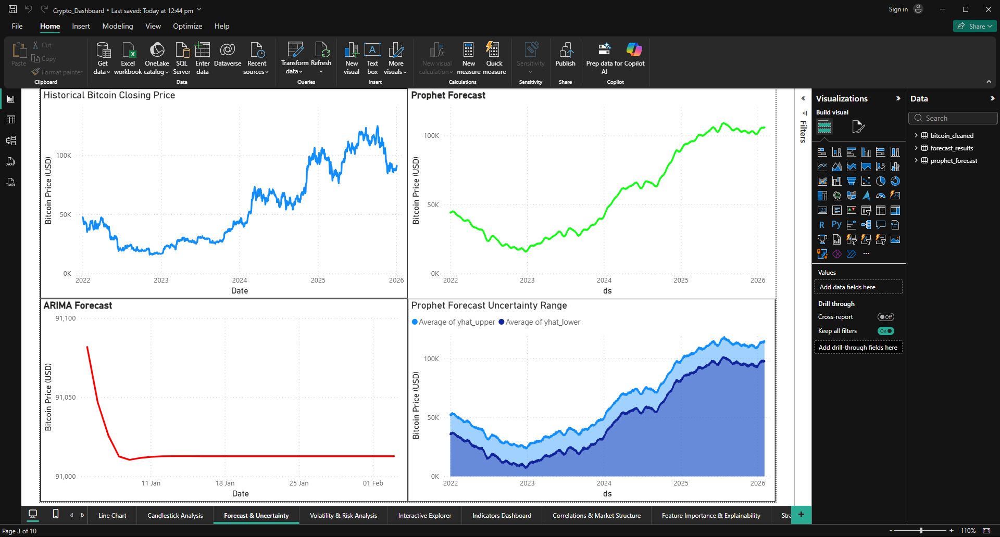 Crypto_Dashboard • Last saved: Today at 12:44 pm
Sign in
File Home Insert Modeling View Optimize Help
Share
Paste
Cut
Copy
Format painter
Clipboard
Get data
Excel workbook
OneLake catalog
SQL Server
Enter data
Dataverse
Recent sources
Data
Transform data
Refresh
Queries
New visual
Text box
More visuals
Insert
New visual calculation
New measure
Quick measure
Calculations
Sensitivity
Sensitivity
Publish
Share
Prep data for AI
Copilot
Copilot
Historical Bitcoin Closing Price
Bitcoin Price (USD)
100K
50K
0K
2022 2023 2024 2025 2026
Date
Prophet Forecast
Bitcoin Price (USD)
100K
50K
0K
2022 2023 2024 2025 2026
ds
ARIMA Forecast
Bitcoin Price (USD)
91,100
91,050
91,000
11 Jan 18 Jan 25 Jan 01 Feb
Date
Prophet Forecast Uncertainty Range
Average of yhat_upper Average of yhat_lower
Bitcoin Price (USD)
100K
50K
0K
2022 2023 2024 2025 2026
ds
Filters
Visualizations
Build visual
R Py
123
123
Values
Add data fields here
Drill through
Cross-report Off
Keep all filters On
Add drill-through fields here
Data
Search
bitcoin_cleaned
forecast_results
prophet_forecast
DAX
TMDL
Line Chart
Candlestick Analysis
Forecast & Uncertainty
Volatility & Risk Analysis
Interactive Explorer
Indicators Dashboard
Correlations & Market Structure
Feature Importance & Explainability
Stra
Page 3 of 10
- + 110%